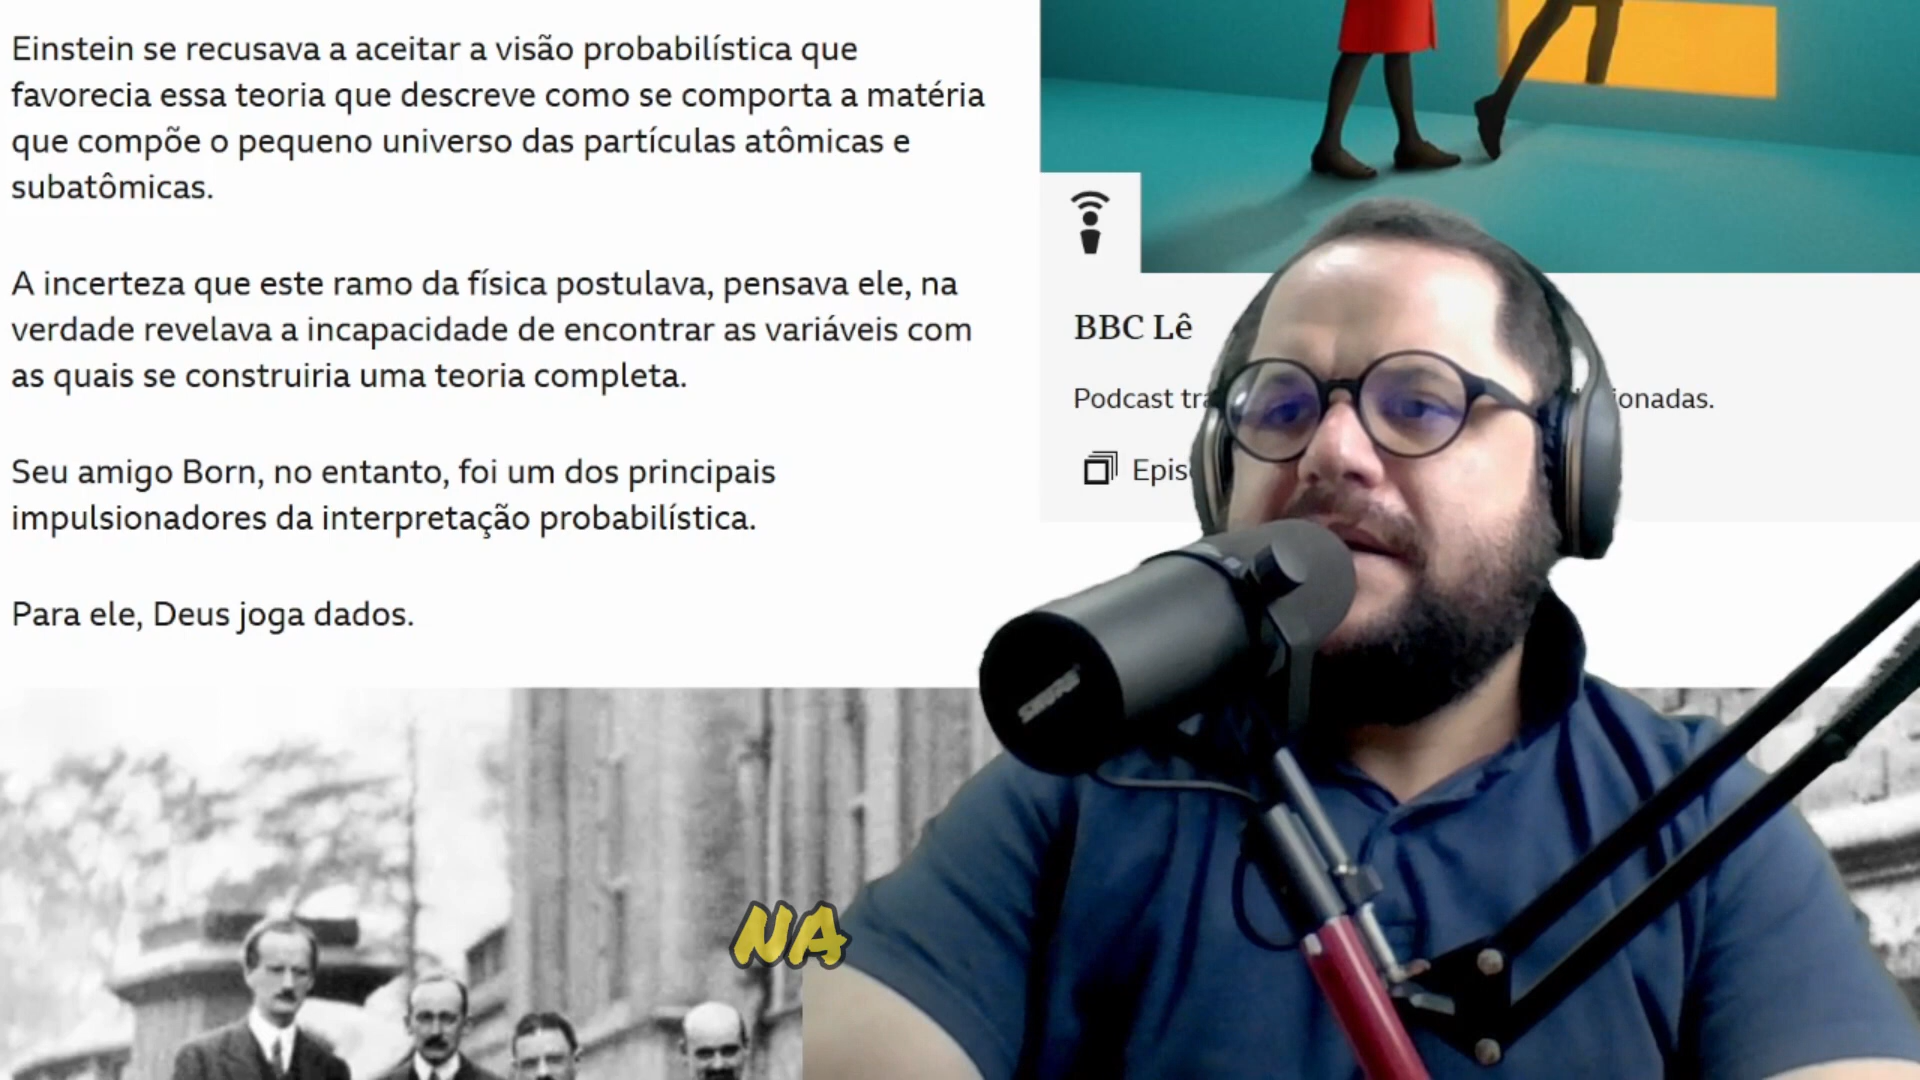 Einstein se recusava a aceitar a visão probabilística que
favorecia essa teoria que descreve como se comporta a matéria
que compõe o pequeno universo das partículas atômicas e
subatômicas.
A incerteza que este ramo da física postulava, pensava ele, na
verdade revelava a incapacidade de encontrar as variáveis com
as quais se construiria uma teoria completa.
Seu amigo Born, no entanto, foi um dos principais
impulsionadores da interpretação probabilística.
Para ele, Deus joga dados.
BBC Lê
Podcast
NA
SHURE